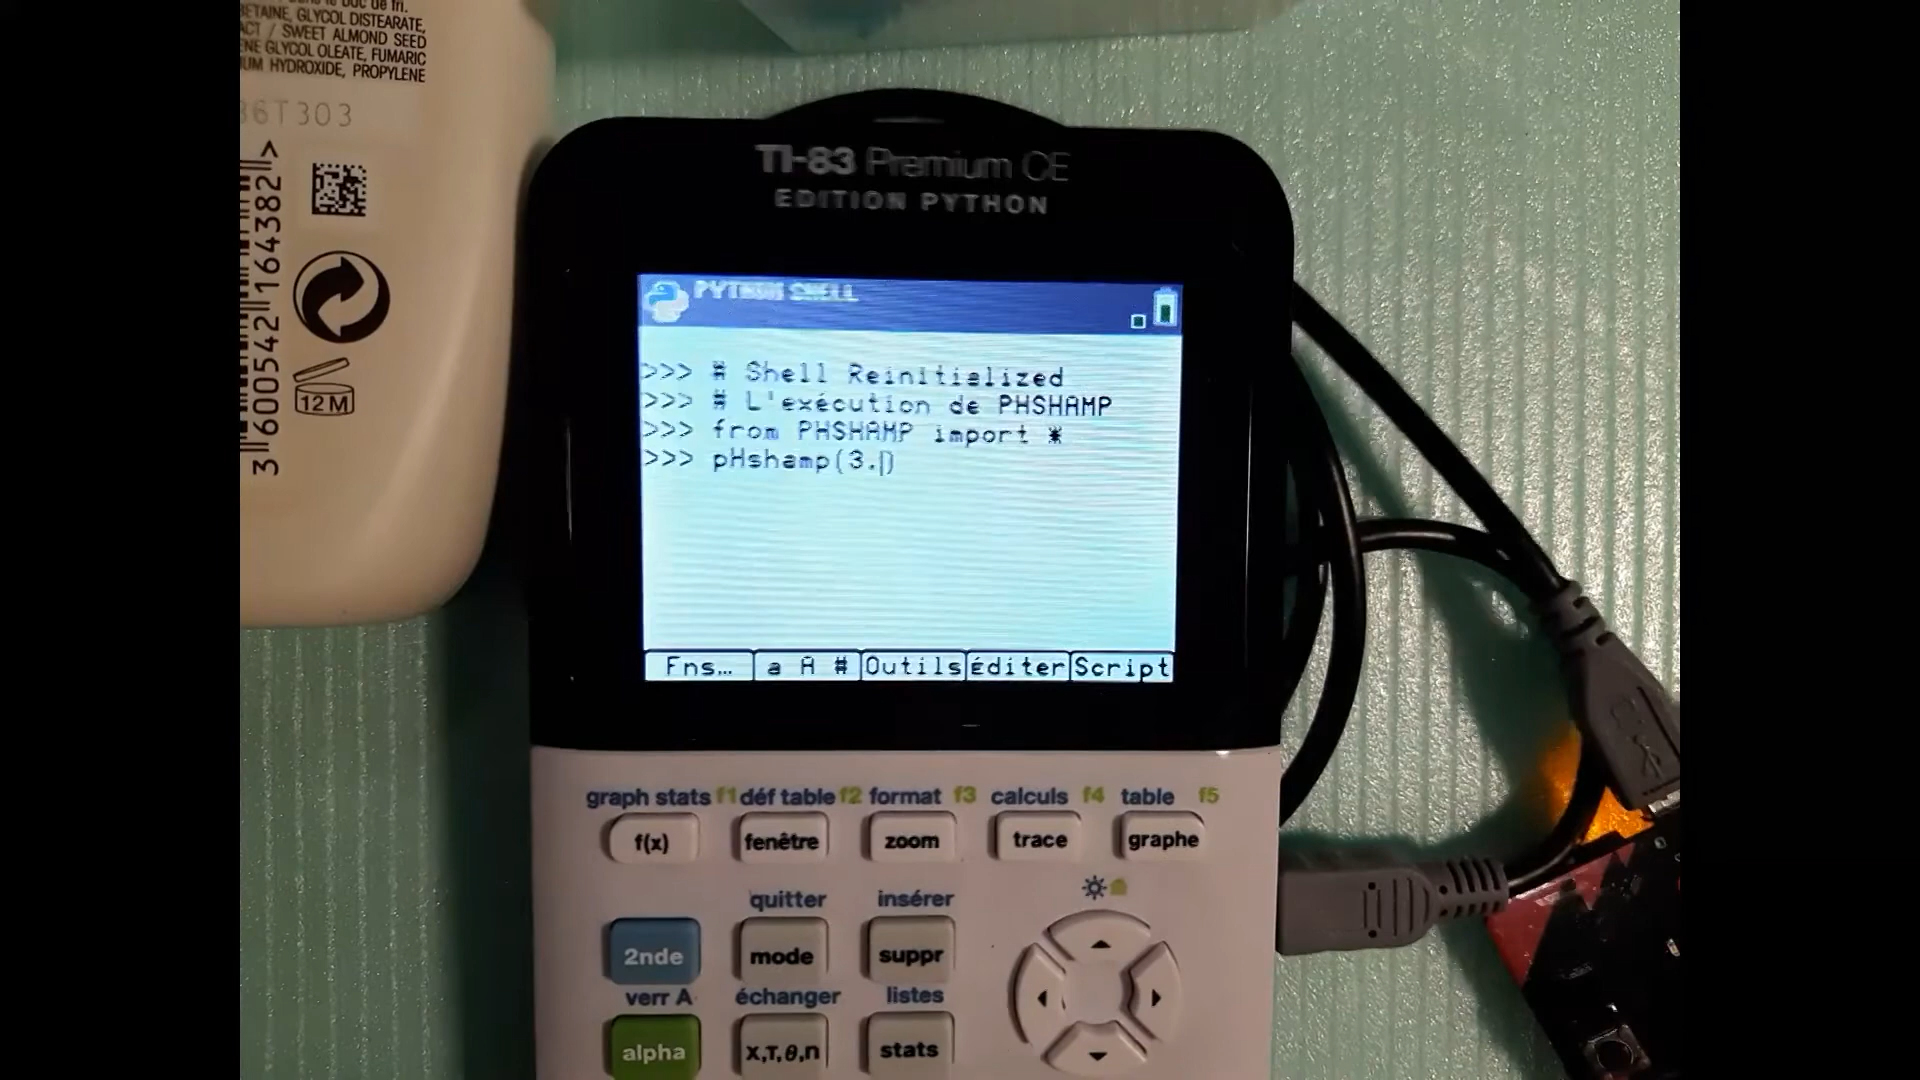 ETAINE, GLYCOL DISTEARATE,
ACT / SWEET ALMOND SEED
ENE GLYCOL OLEATE, FUMARIC
UM HYDROXIDE, PROPYLENE
36T303
3 600542 164382 >
12 M
TI-83 Premium CE
EDITION PYTHON
PYTHON SHELL
>>> # Shell Reinitialized
>>> # L'exécution de PHSHAMP
>>> from PHSHAMP import *
>>> pHshamp(3.)
Fns… a A # Outils éditer Script
graph stats f1 déf table f2 format f3 calculs f4 table f5
f(x) fenêtre zoom trace graphe
quitter insérer
2nde mode suppr
verr A échanger listes
alpha X,T,θ,n stats